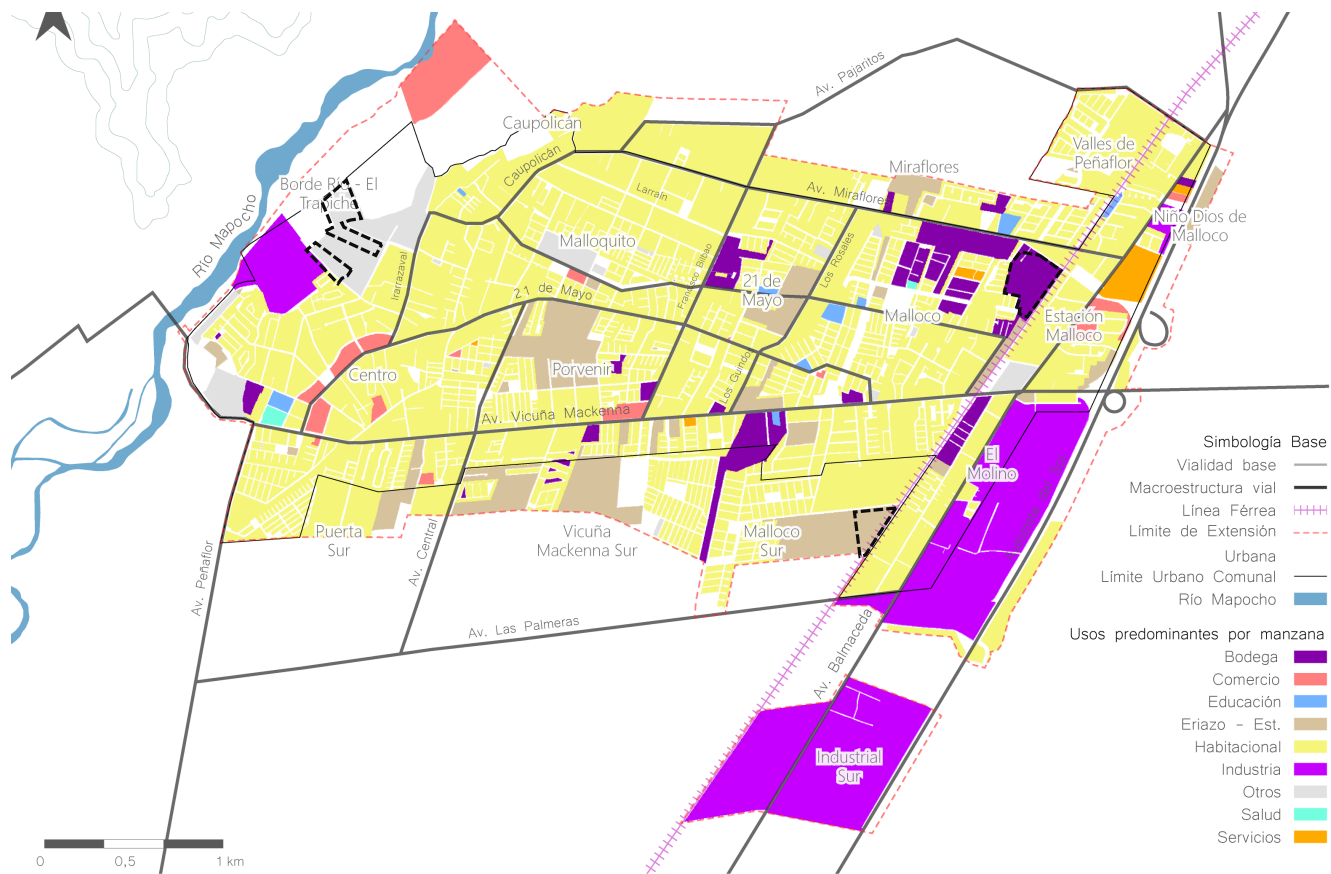 Av. Pajaritos
Caupolicán
Valles de
Peñaflor
Caupolicán
Miraflores
Borde Río - El
Trapiche
Larraín
Av. Miraflores
Niño Dios de
Malloco
Río Mapocho
Malloquito
Francisco Bilbao
Los Rosales
Irarrazaval
21 de Mayo
21 de
Mayo
Malloco
Estación
Malloco
Centro
Porvenir
Los Guindo
Av. Vicuña Mackenna
El
Molino
Puerta
Sur
Av. Central
Vicuña
Mackenna Sur
Malloco
Sur
Av. Peñaflor
Av. Las Palmeras
Av. Balmaceda
Industrial
Sur
Simbología Base
Vialidad base
Macroestructura vial
Línea Férrea
Límite de Extensión
Urbana
Límite Urbano Comunal
Río Mapocho
Usos predominantes por manzana
Bodega
Comercio
Educación
Eriazo - Est.
Habitacional
Industria
Otros
Salud
Servicios
0 0,5 1 km